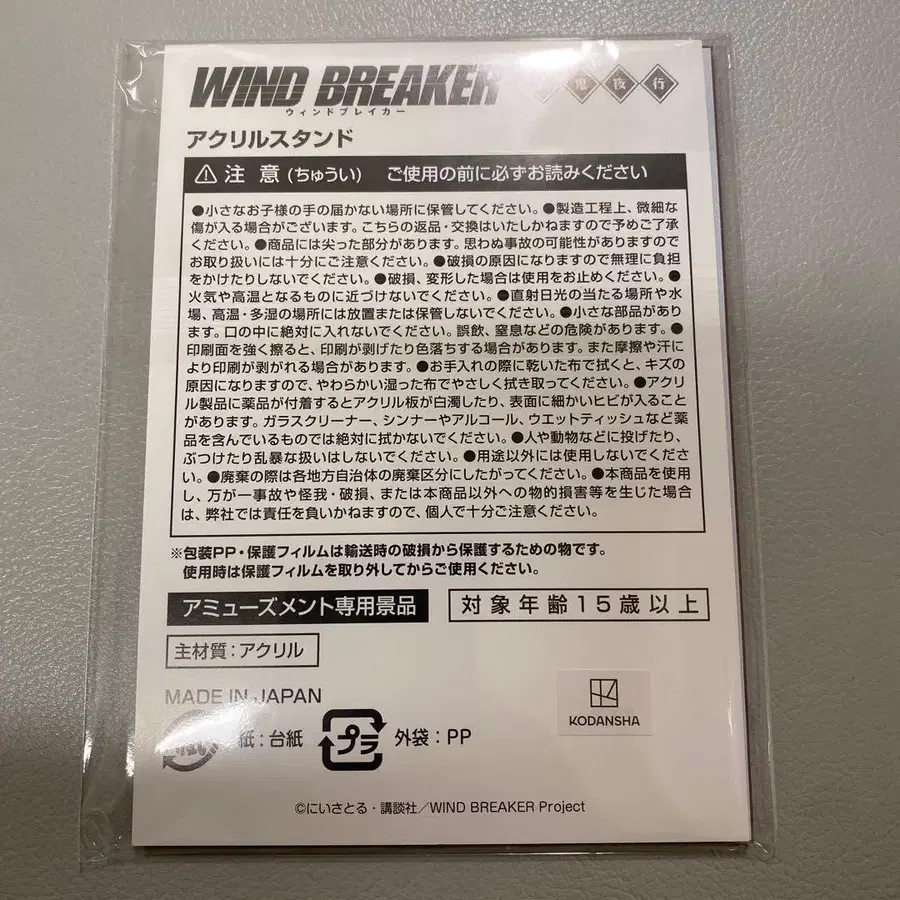 WIND BREAKER 鬼夜行
ウィンドブレイカー
アクリルスタンド
注意(ちゅうい) ご使用の前に必ずお読みください
●小さなお子様の手の届かない場所に保管してください。●製造工程上、微細な
傷が入る場合がございます。こちらの返品・交換はいたしかねますので予めご了承
ください。●商品には尖った部分があります。思わぬ事故の可能性がありますので
お取り扱いには十分にご注意ください。●破損の原因になりますので無理に負担
をかけたりしないでください。●破損、変形した場合は使用をお止めください。●
火気や高温となるものに近づけないでください。●直射日光の当たる場所や水
場、高温・多湿の場所には放置または保管しないでください。●小さな部品があり
ます。口の中に絶対に入れないでください。誤飲、窒息などの危険があります。●
印刷面を強く擦ると、印刷が剥げたり色落ちする場合があります。また摩擦や汗に
より印刷が剥がれる場合があります。●お手入れの際に乾いた布で拭くと、キズの
原因になりますので、やわらかい湿った布でやさしく拭き取ってください。●アクリ
ル製品に薬品が付着するとアクリル板が白濁したり、表面に細かいヒビが入ること
があります。ガラスクリーナー、シンナーやアルコール、ウエットティッシュなど薬
品を含んでいるものでは絶対に拭かないでください。●人や動物などに投げたり、
ぶつけたり乱暴な扱いはしないでください。●用途以外には使用しないでくださ
い。●廃棄の際は各地方自治体の廃棄区分にしたがってください。●本商品を使用
し、万が一事故や怪我・破損、または本商品以外への物的損害等を生じた場合
は、弊社では責任を負いかねますので、個人で十分ご注意ください。
※包装PP・保護フィルムは輸送時の破損から保護するための物です。
使用時は保護フィルムを取り外してからご使用ください。
アミューズメント専用景品 対象年齢15歳以上
主材質:アクリル
MADE IN JAPAN
KODANSHA
紙:台紙 プラ 外袋:PP
©にいさとる・講談社/WIND BREAKER Project